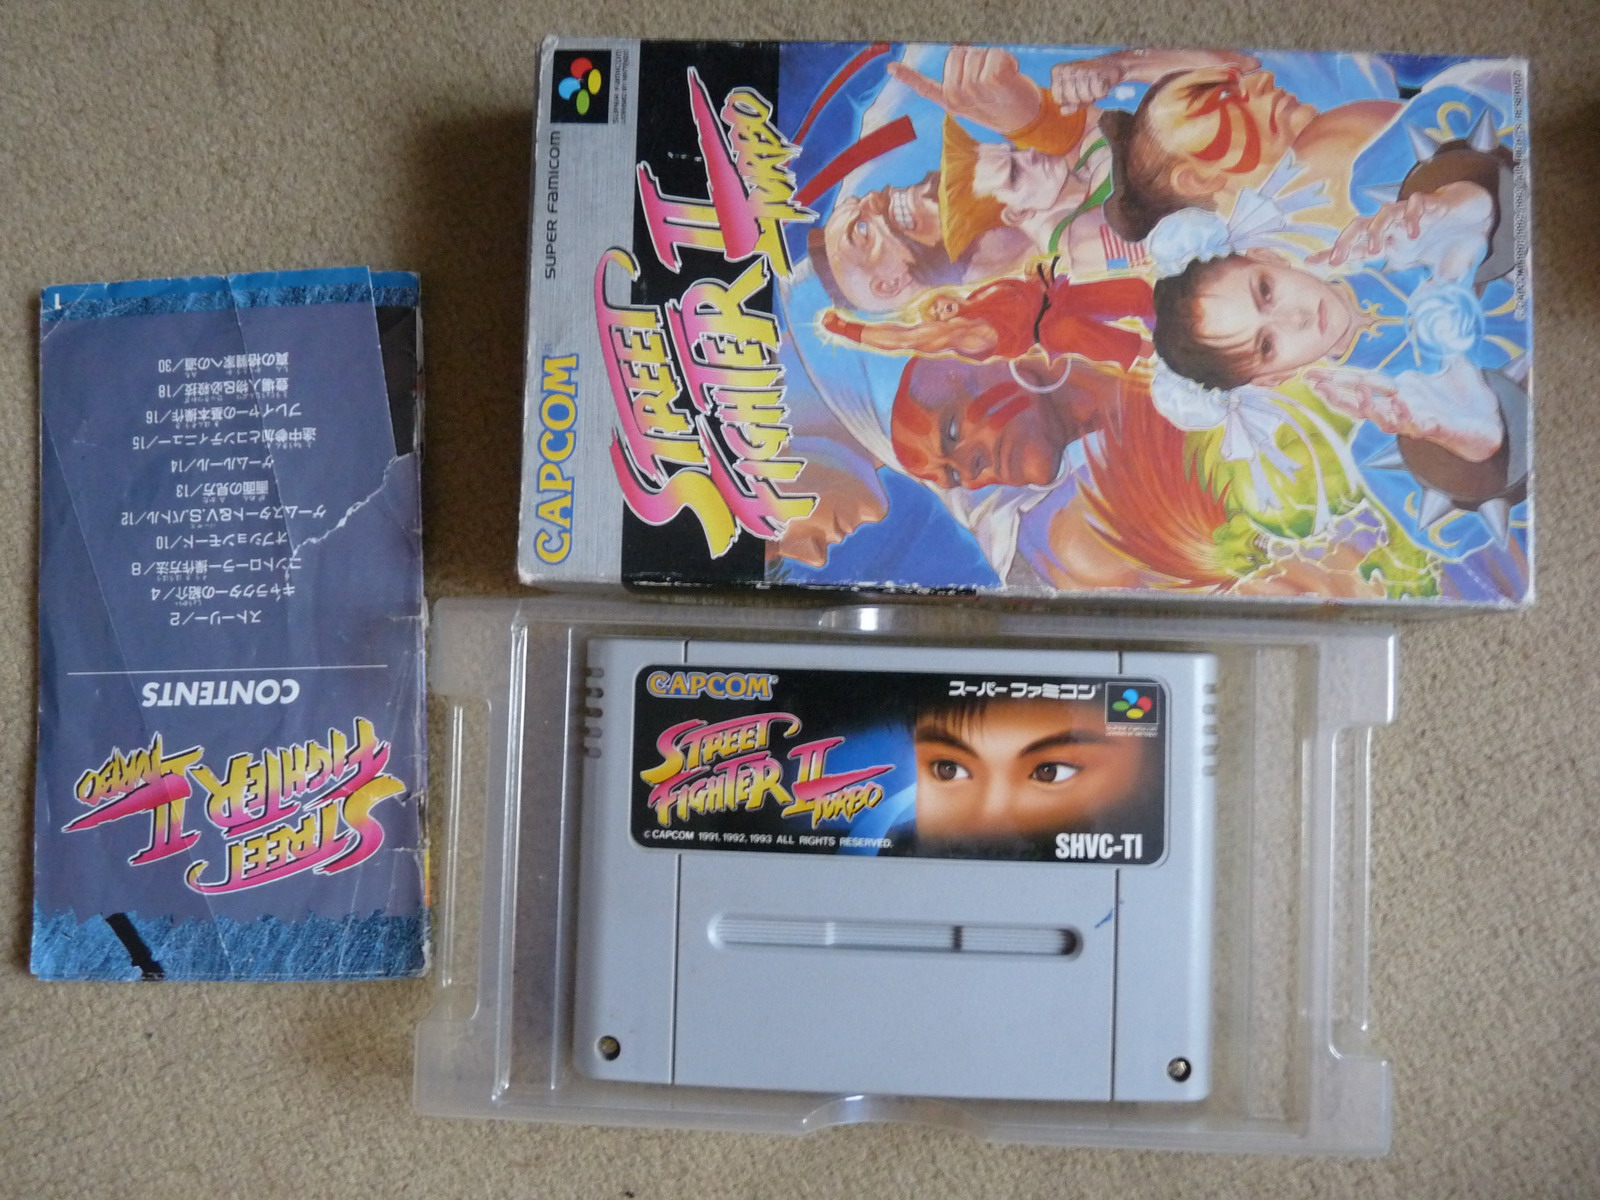 SUPER FAMICOM
SUPER FAMICOM
CAPCOM
STREET
FIGHTER II
TURBO
CAPCOM®
スーパーファミコン®
STREET
FIGHTER II
TURBO
© CAPCOM 1991, 1992, 1993 ALL RIGHTS RESERVED.
SHVC-TI
STREET
FIGHTER II
TURBO
CONTENTS
ストーリー/2
キャラクターの紹介/4
コントローラー操作方法/8
オプションモード/10
ゲームスタート&V.S.バトル/12
画面の見方/13
ゲームルール/14
途中参加とコンティニュー/15
プレイヤーの基本操作/16
登場人物&必殺技/18
真の格闘家への道/30
1